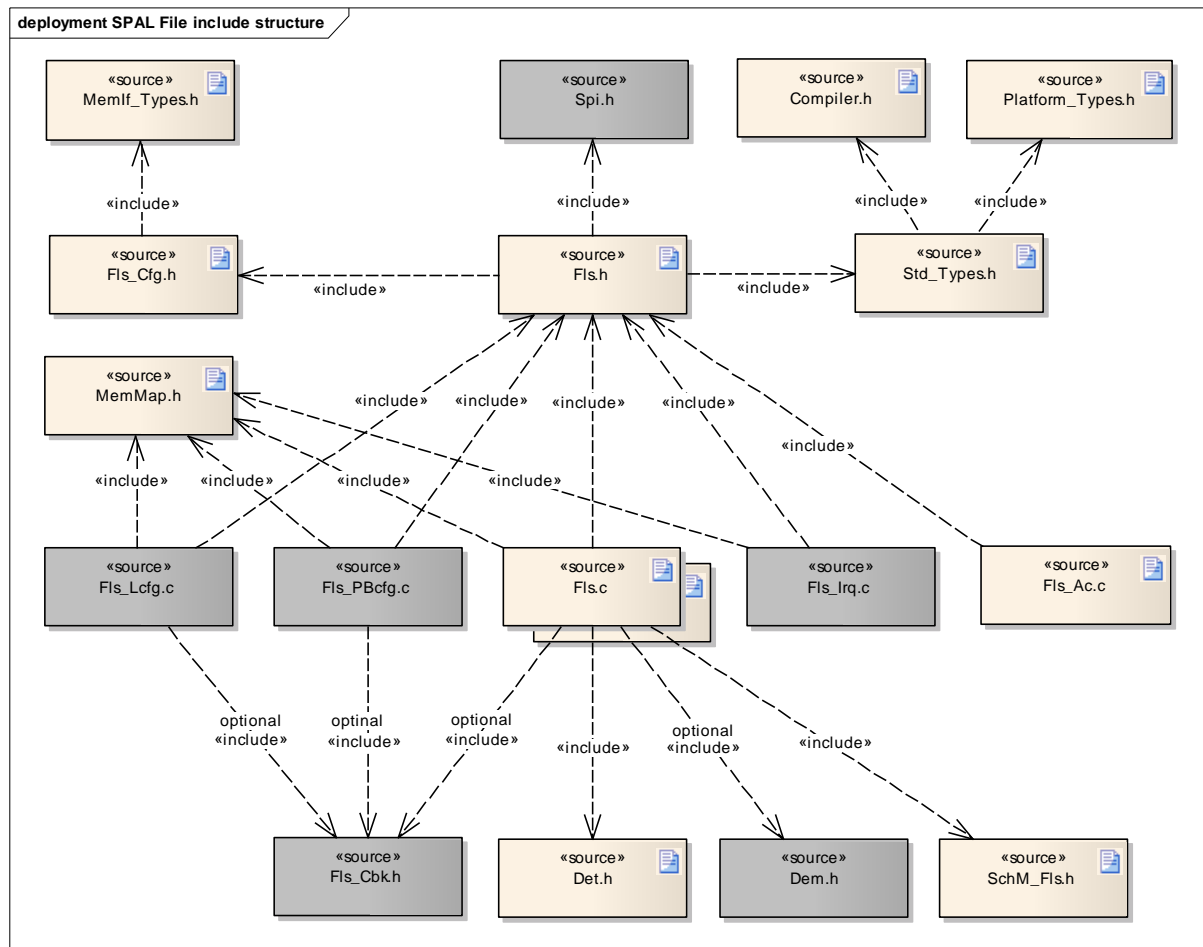 deployment SPAL File include structure
«source»
MemIf_Types.h
«source»
Spi.h
«source»
Compiler.h
«source»
Platform_Types.h
«include»
«include»
«include»
«include»
«source»
Fls_Cfg.h
«source»
Fls.h
«source»
Std_Types.h
«include»
«include»
«source»
MemMap.h
«include»
«include»
«include»
«include»
«include»
«include»
«include»
«include»
«include»
«source»
Fls_Lcfg.c
«source»
Fls_PBcfg.c
«source»
Fls.c
«source»
Fls_Irq.c
«source»
Fls_Ac.c
optional
«include»
optinal
«include»
optional
«include»
«include»
optional
«include»
«include»
«source»
Fls_Cbk.h
«source»
Det.h
«source»
Dem.h
«source»
SchM_Fls.h